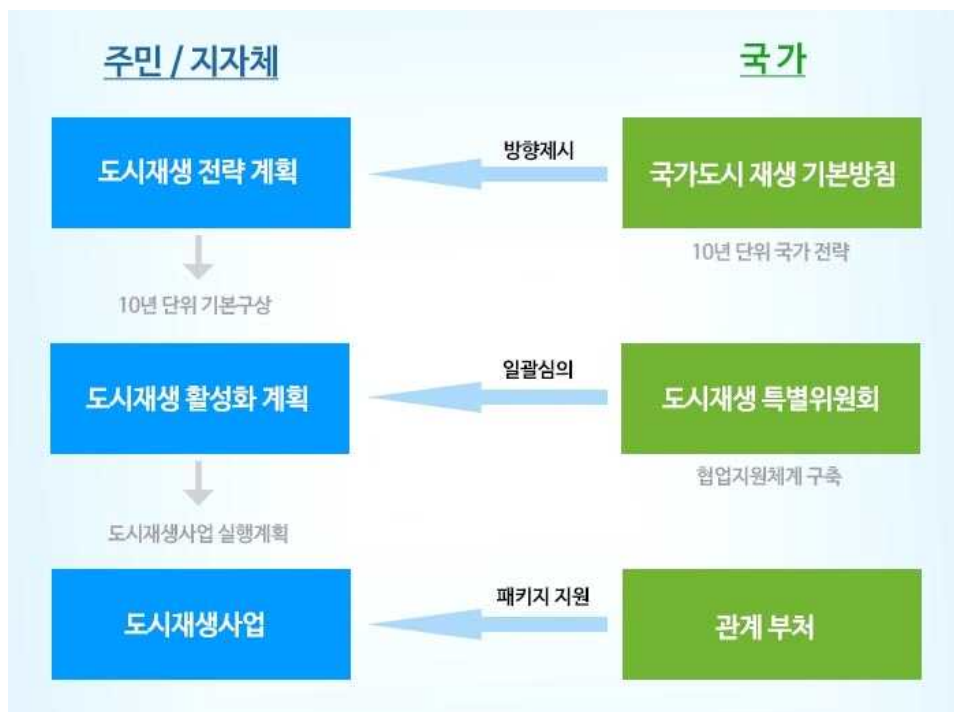 주민 / 지자체
국 가
도시재생 전략 계획
방향제시
국가도시 재생 기본방침
10년 단위 국가 전략
10년 단위 기본구상
도시재생 활성화 계획
일괄심의
도시재생 특별위원회
협업지원체계 구축
도시재생사업 실행계획
도시재생사업
패키지 지원
관계 부처